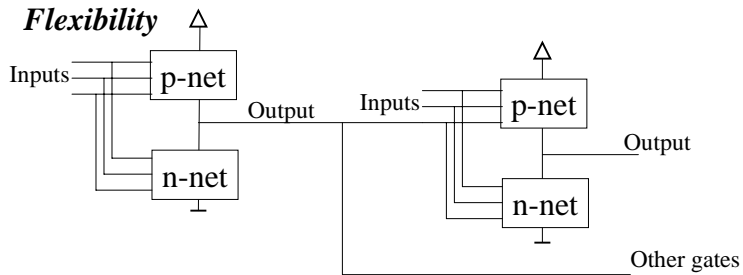 Flexibility
Inputs
p-net
Output
n-net
Inputs
p-net
Output
n-net
Other gates